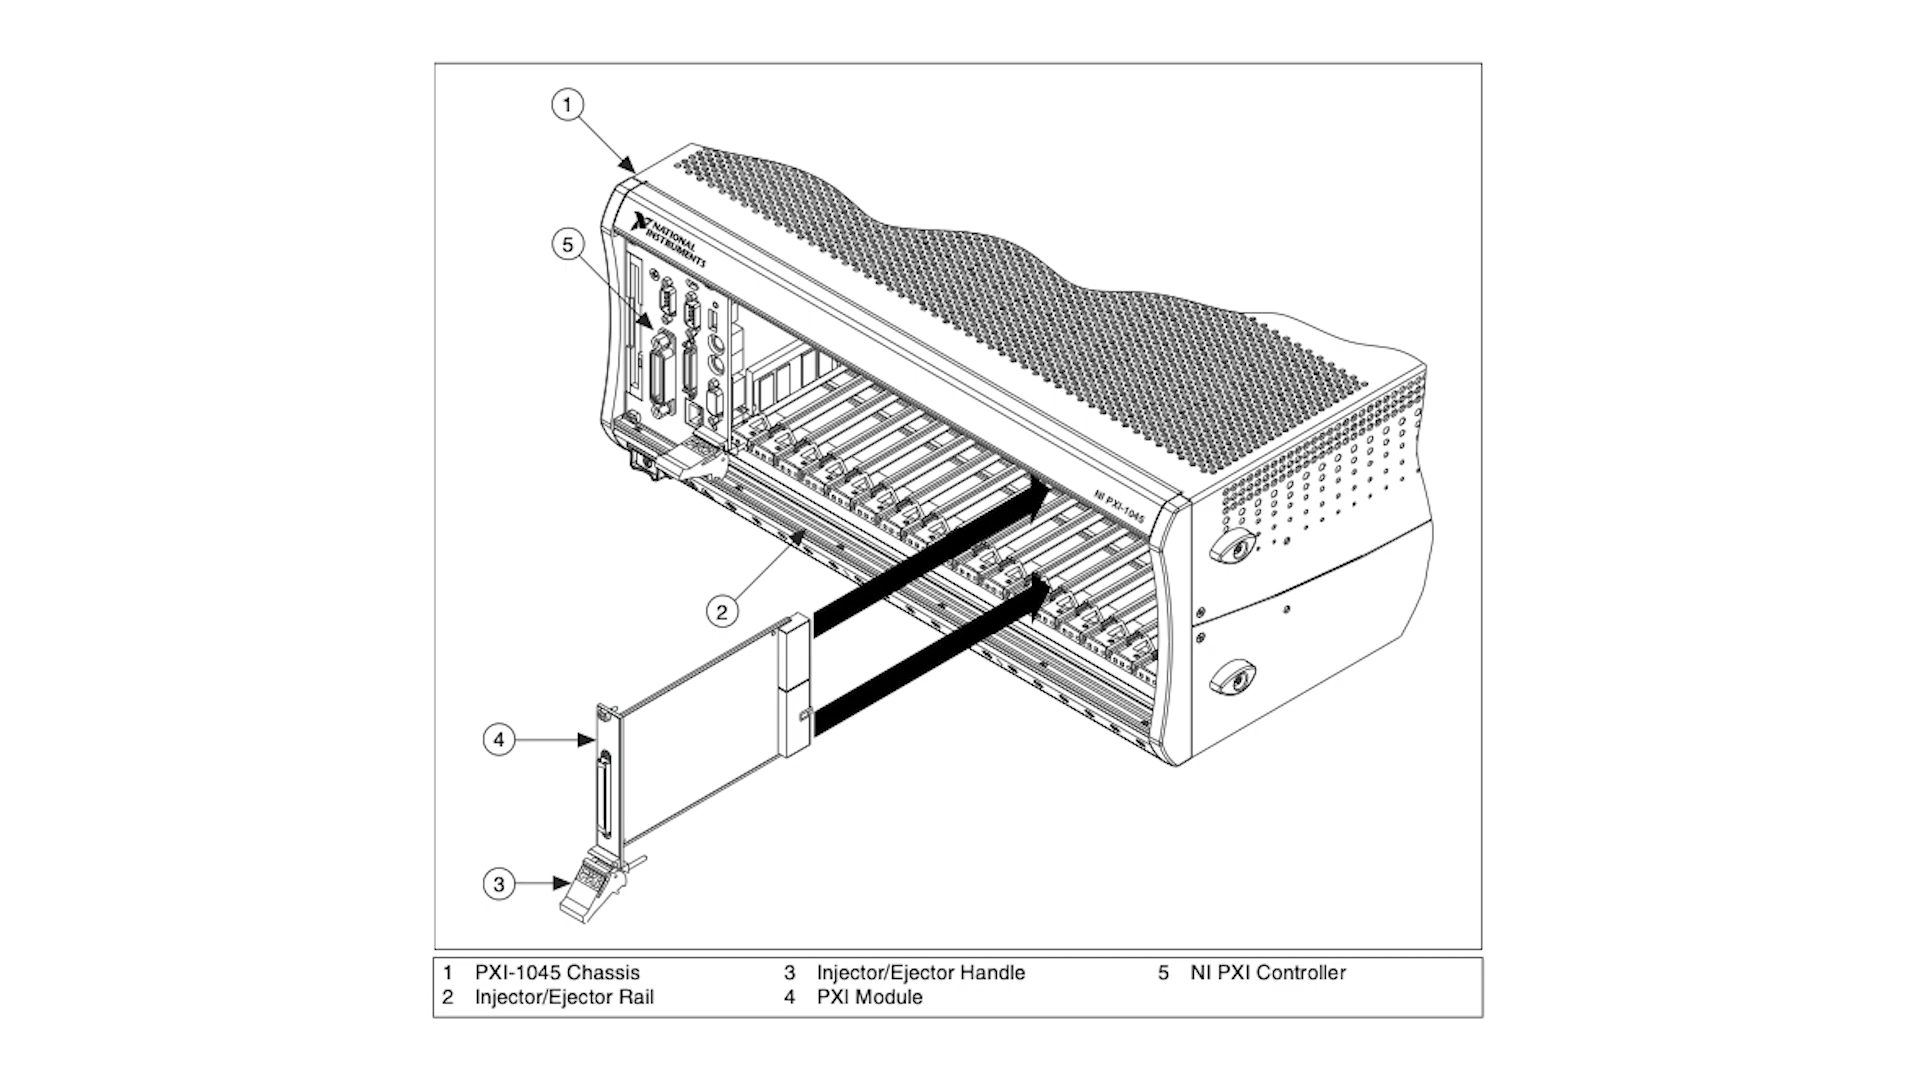 1
5
NATIONAL
INSTRUMENTS
NI PXI-1045
2
4
3
1 PXI-1045 Chassis 3 Injector/Ejector Handle 5 NI PXI Controller
2 Injector/Ejector Rail 4 PXI Module